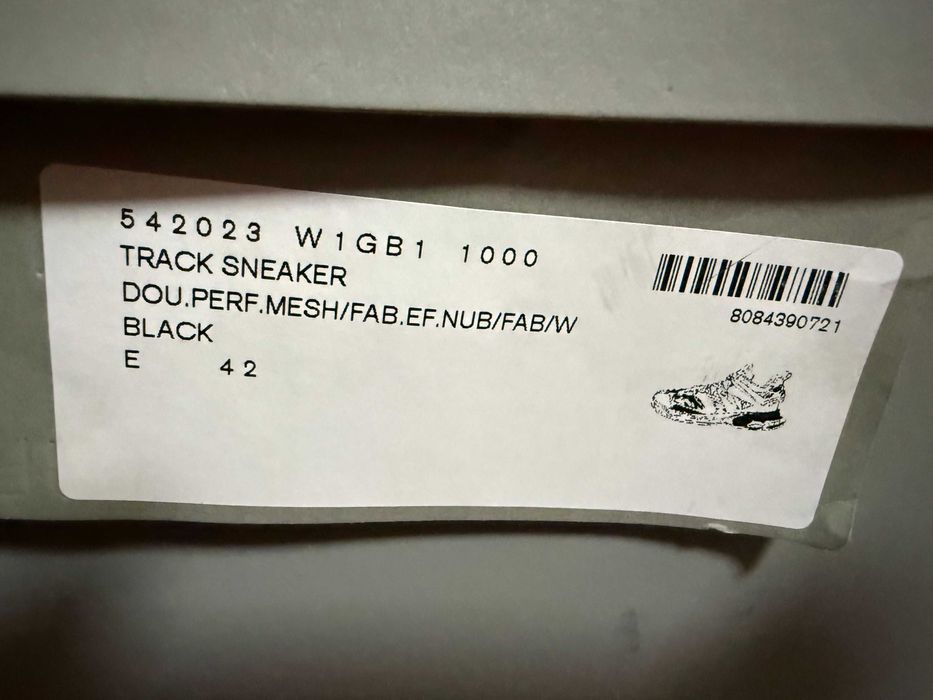 542023 W1GB1 1000
TRACK SNEAKER
DOU.PERF.MESH/FAB.EF.NUB/FAB/W
BLACK
E 42
8084390721